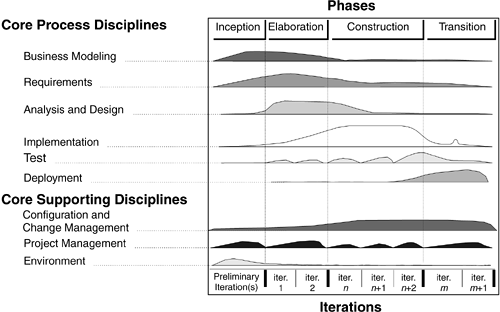 Phases
Core Process Disciplines
Inception Elaboration Construction Transition
Business Modeling
Requirements
Analysis and Design
Implementation
Test
Deployment
Core Supporting Disciplines
Configuration and
Change Management
Project Management
Environment
Preliminary iter. iter. iter. iter. iter. iter. iter.
Iteration(s) 1 2 n n+1 n+2 m m+1
Iterations